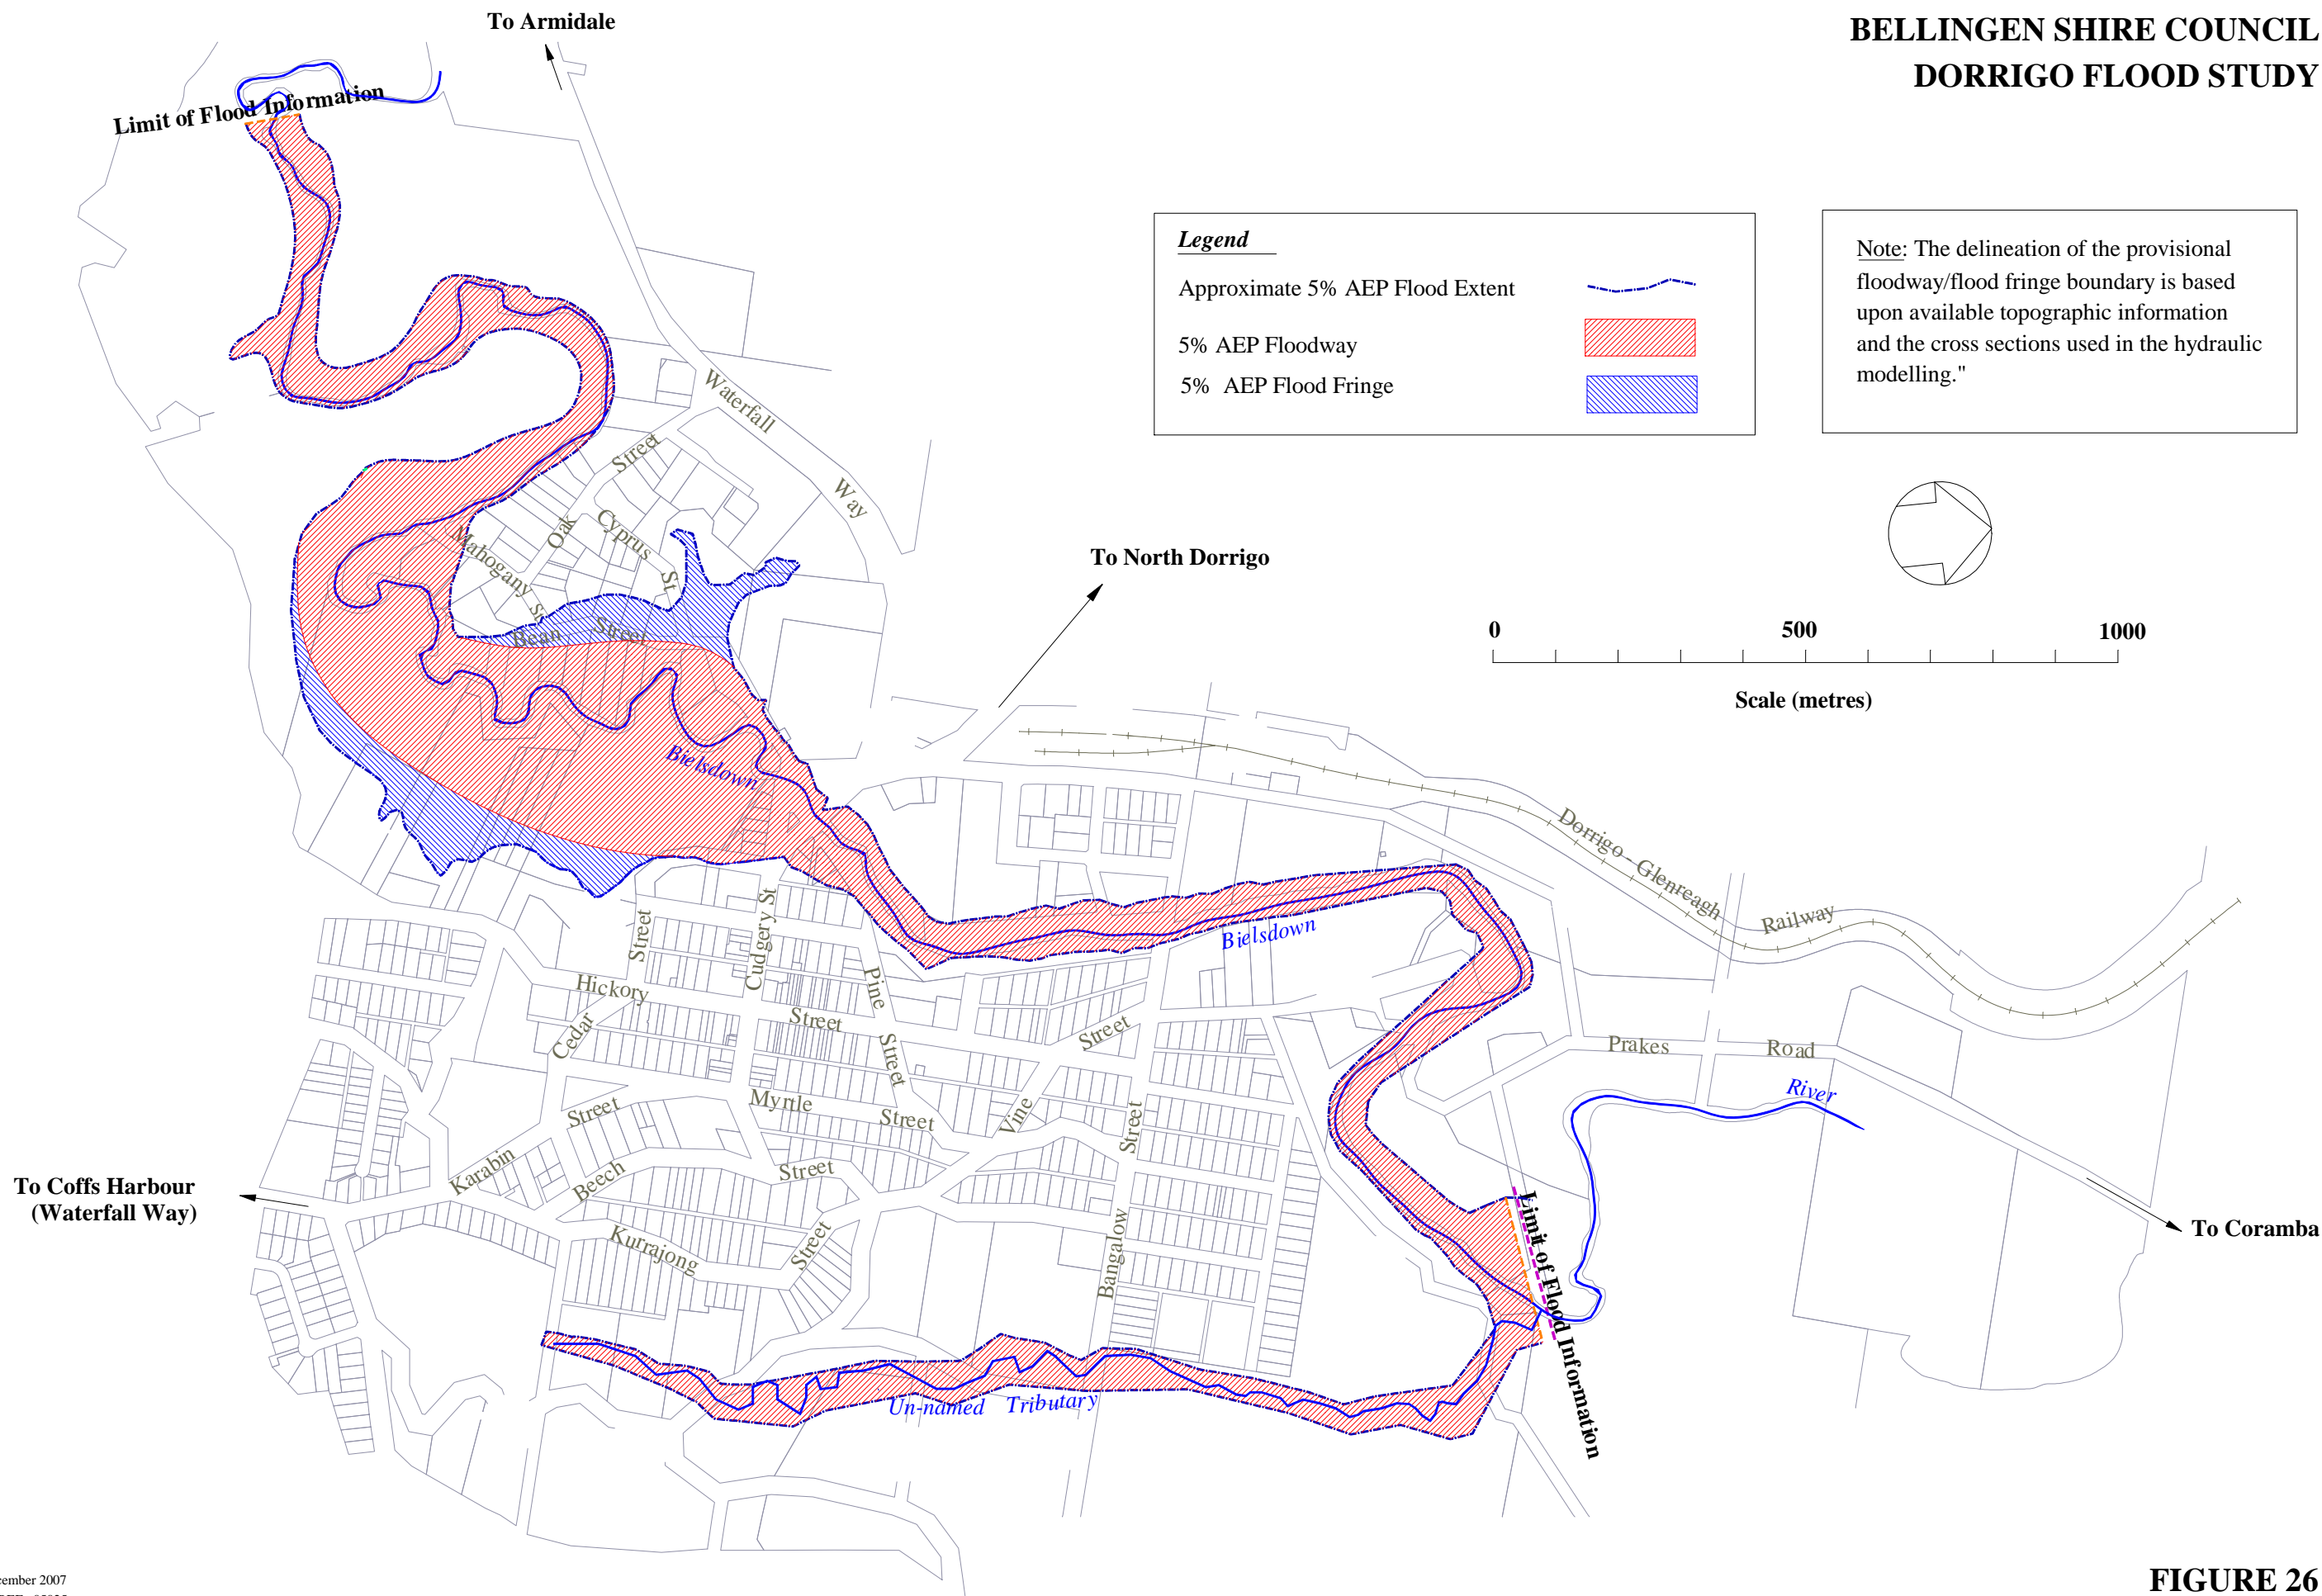 To Armidale
BELLINGEN SHIRE COUNCIL
DORRIGO FLOOD STUDY
Limit of Flood Information
Legend
Approximate 5% AEP Flood Extent
5% AEP Floodway
5% AEP Flood Fringe
Note: The delineation of the provisional
floodway/flood fringe boundary is based
upon available topographic information
and the cross sections used in the hydraulic
modelling."
Waterfall
Way
Street
Oak
Cyprus
St
Mahogany
St
Bean Street
To North Dorrigo
0 500 1000
Scale (metres)
Bielsdown
Dorrigo - Glenreagh
Railway
Bielsdown
Street
Cudgery St
Pine
Street
Hickory
Street
Cedar
Street
Prakes Road
River
Myrtle
Street
Vine
Street
Street
Karabin
Beech
Street
To Coffs Harbour
(Waterfall Way)
Kurrajong
Street
Bangalow
Limit of Flood Information
To Coramba
Un-named Tributary
2007
FIGURE 26